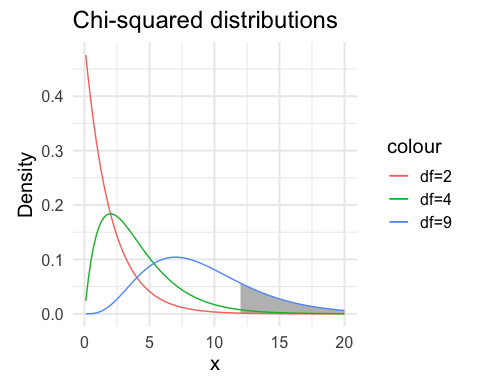 Chi-squared distributions
Density
0.4
0.3
0.2
0.1
0.0
0 5 10 15 20
x
colour
df=2
df=4
df=9